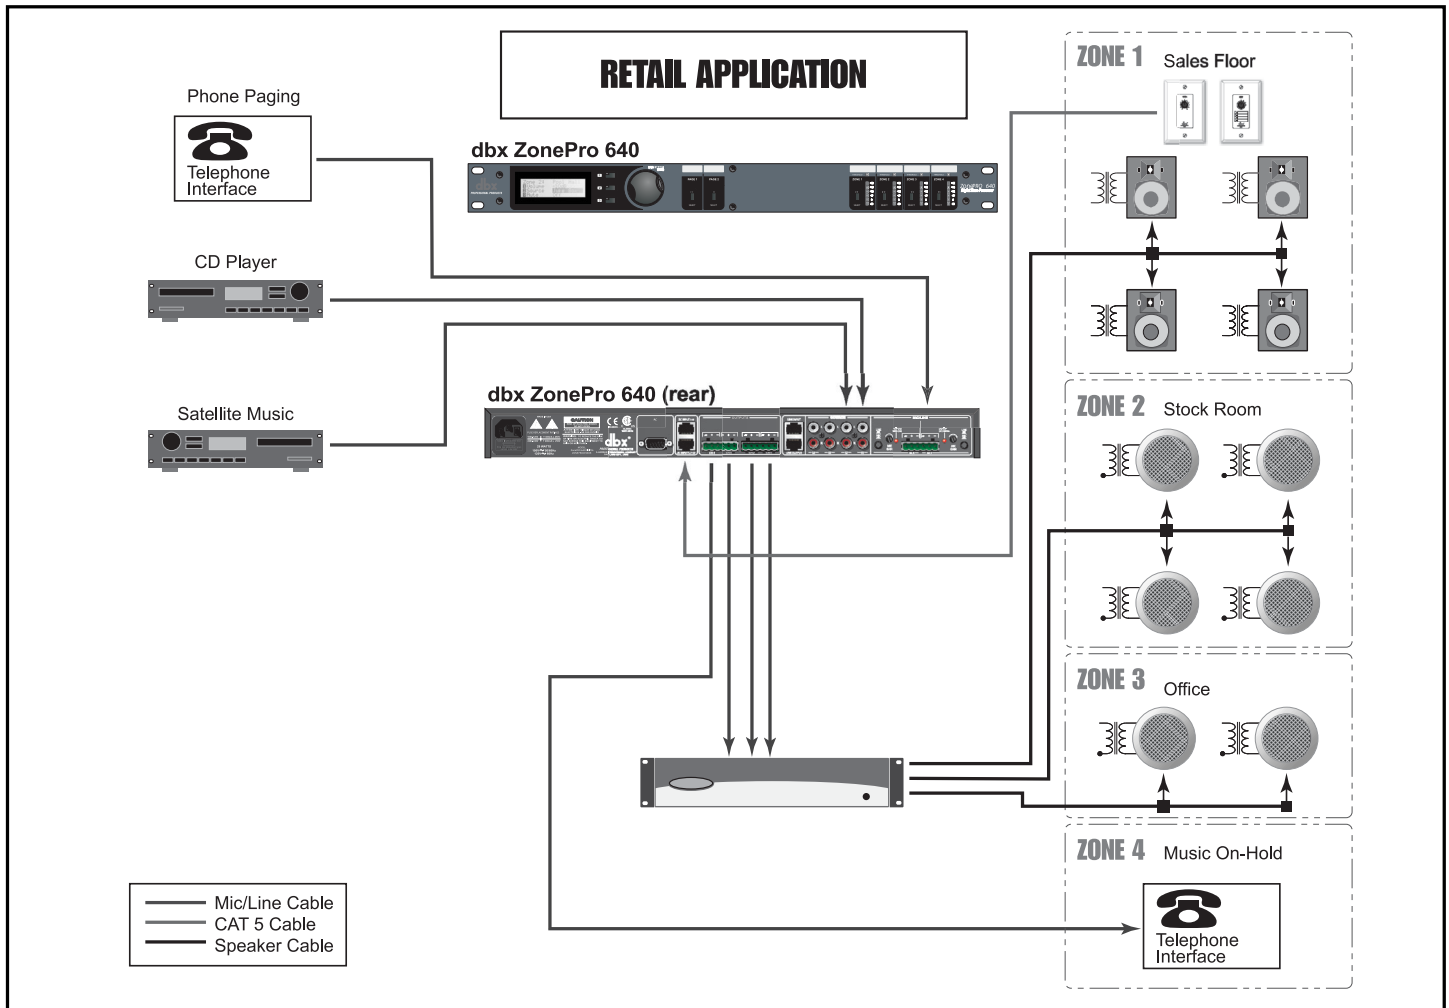 RETAIL APPLICATION
Phone Paging
Telephone
Interface
dbx ZonePro 640
CD Player
Satellite Music
dbx ZonePro 640 (rear)
CAUTION
dbx
ZONE 1 Sales Floor
ZONE 2 Stock Room
ZONE 3 Office
ZONE 4 Music On-Hold
Telephone
Interface
Mic/Line Cable
CAT 5 Cable
Speaker Cable